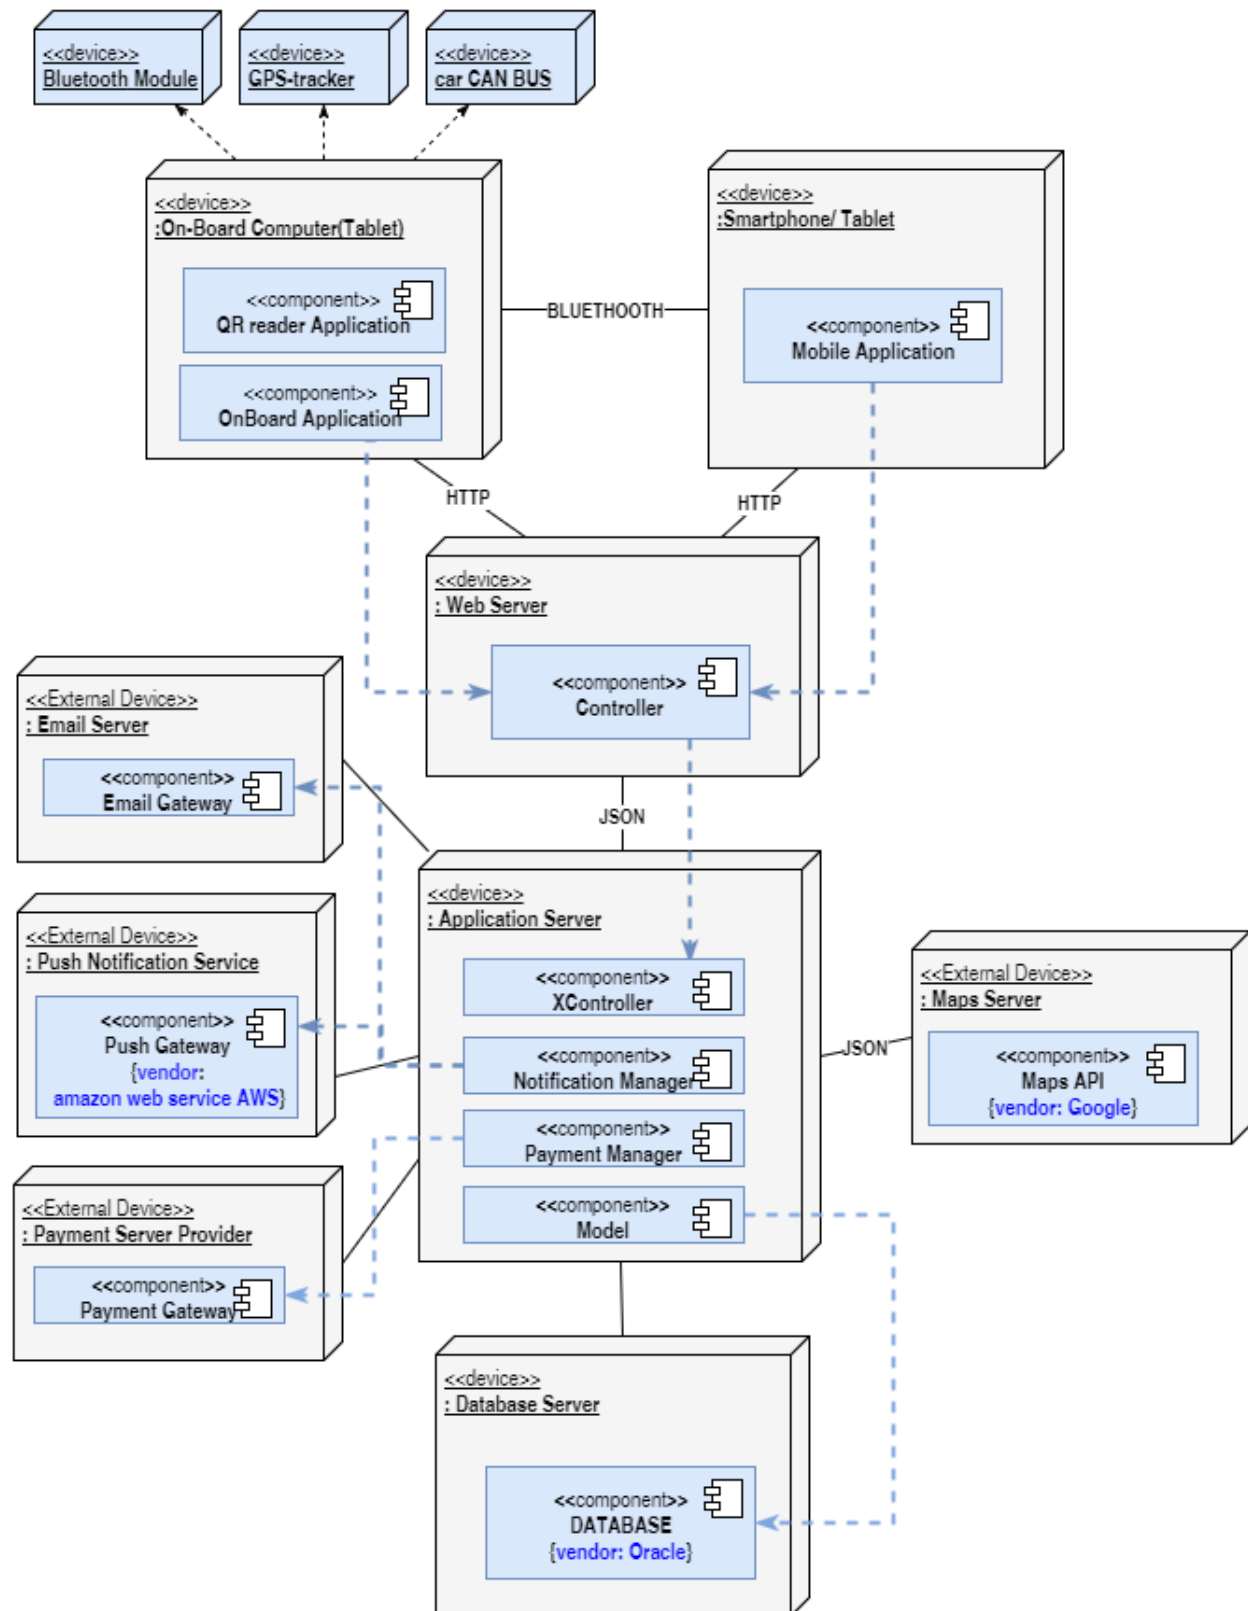 <<device>>
Bluetooth Module
<<device>>
GPS-tracker
<<device>>
car CAN BUS
<<device>>
:On-Board Computer(Tablet)
<<component>>
QR reader Application
<<component>>
OnBoard Application
BLUETHOOTH
<<device>>
:Smartphone/ Tablet
<<component>>
Mobile Application
HTTP
HTTP
<<device>>
: Web Server
<<component>>
Controller
JSON
<<External Device>>
: Email Server
<<component>>
Email Gateway
<<External Device>>
: Push Notification Service
<<component>>
Push Gateway
{vendor:
amazon web service AWS}
<<External Device>>
: Payment Server Provider
<<component>>
Payment Gateway
<<device>>
: Application Server
<<component>>
XController
<<component>>
Notification Manager
<<component>>
Payment Manager
<<component>>
Model
JSON
<<External Device>>
: Maps Server
<<component>>
Maps API
{vendor: Google}
<<device>>
: Database Server
<<component>>
DATABASE
{vendor: Oracle}